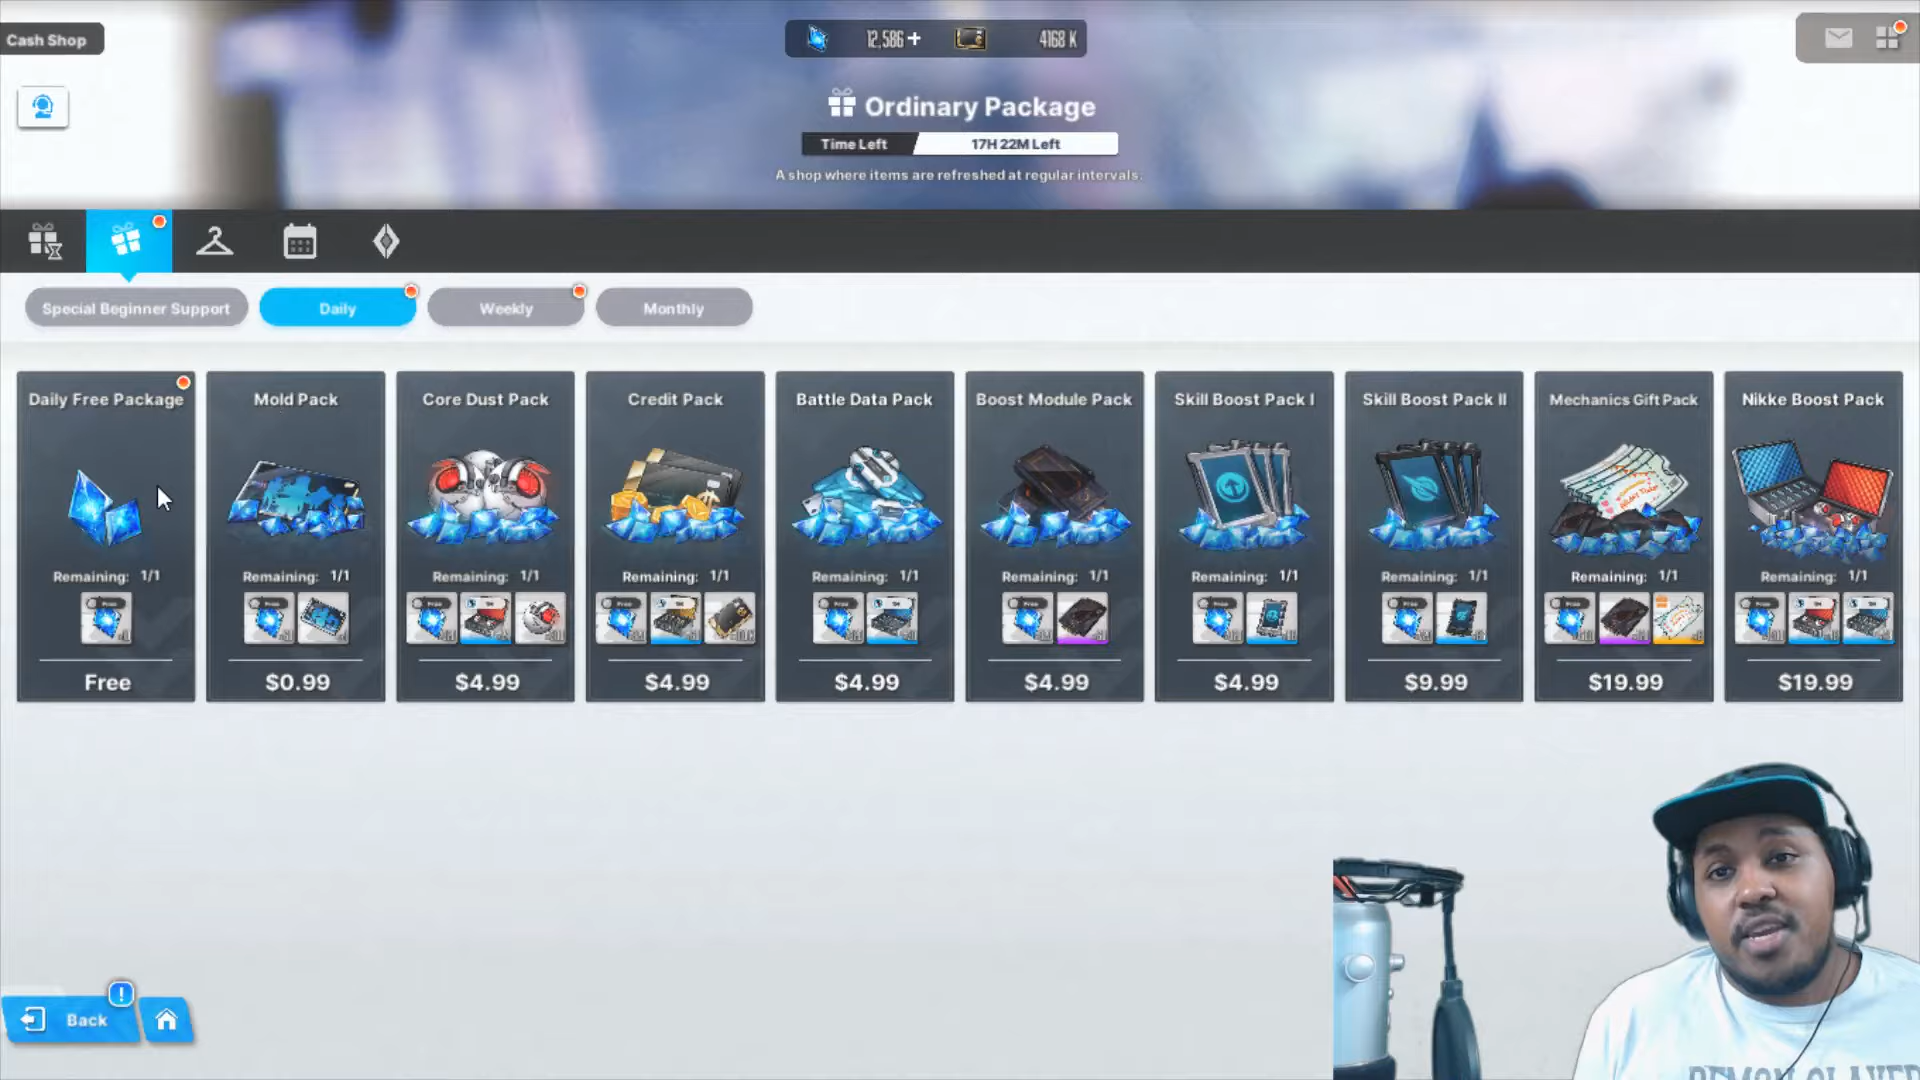 Cash Shop
12,586 +
4168 K
Ordinary Package
Time Left
17H 22M Left
A shop where items are refreshed at regular intervals.
Special Beginner Support
Daily
Weekly
Monthly
Daily Free Package
Remaining: 1/1
Free
Mold Pack
Remaining: 1/1
$0.99
Core Dust Pack
Remaining: 1/1
$4.99
Credit Pack
Remaining: 1/1
$4.99
Battle Data Pack
Remaining: 1/1
$4.99
Boost Module Pack
Remaining: 1/1
$4.99
Skill Boost Pack I
Remaining: 1/1
$4.99
Skill Boost Pack II
Remaining: 1/1
$9.99
Mechanics Gift Pack
Remaining: 1/1
$19.99
Nikke Boost Pack
Remaining: 1/1
$19.99
!
Back